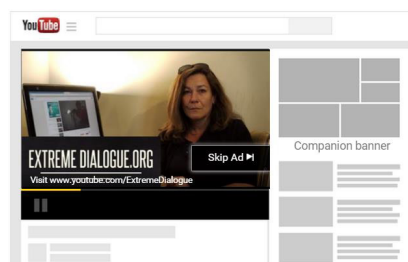 YouTube
EXTREME DIALOGUE.ORG
Skip Ad
Visit www.youtube.com/ExtremeDialogue
Companion banner